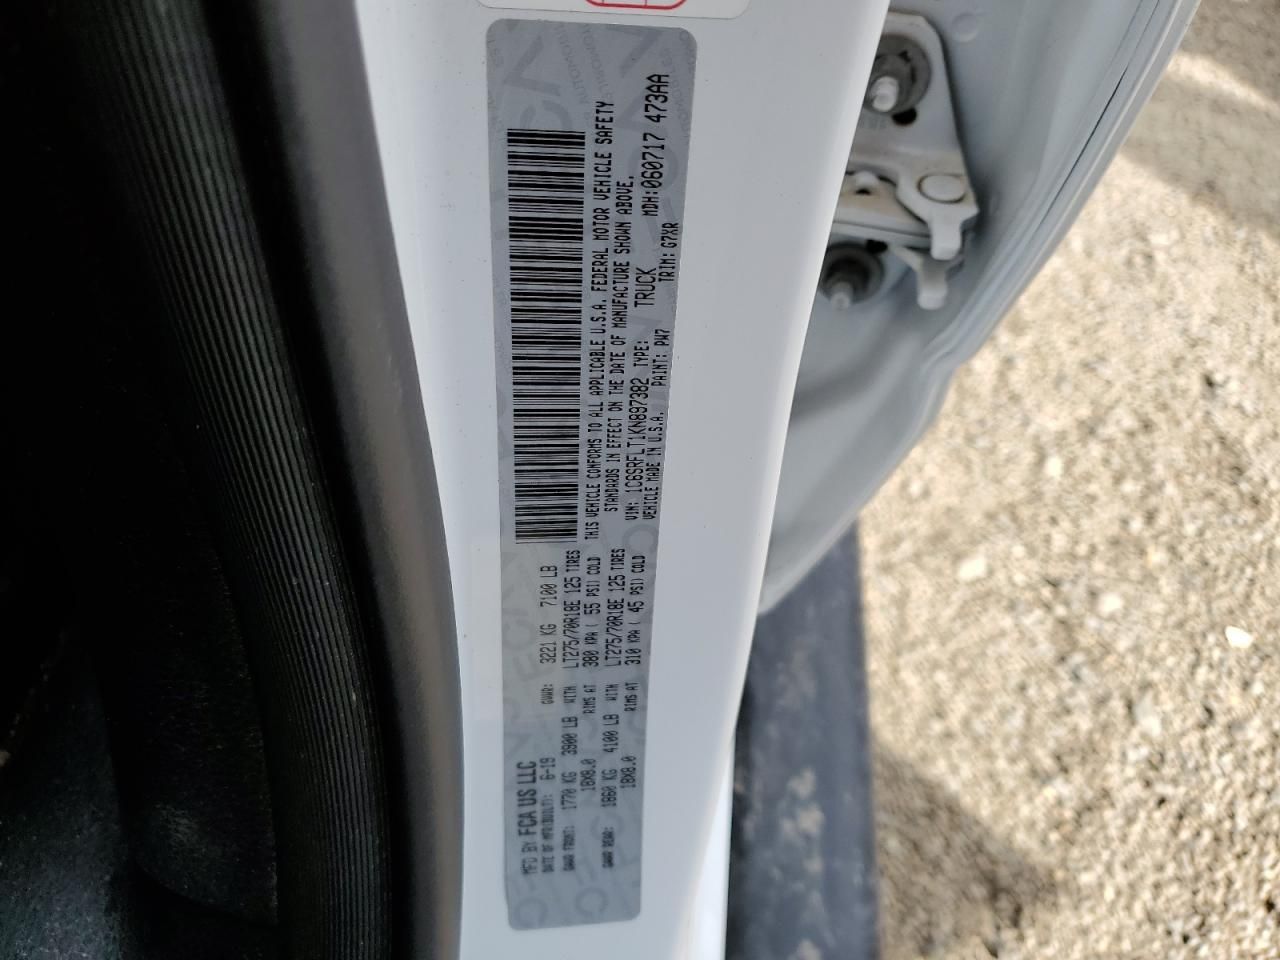 MFD BY FCA US LLC
DATE OF MFR(BUILT): 6-19 GVWR: 3221 KG 7100 LB
GAWR FRONT: 1770 KG 3900 LB WITH LT275/70R18E 125 TIRES
18X8.0 RIMS AT 380 KPA ( 55 PSI) COLD
GAWR REAR: 1860 KG 4100 LB WITH LT275/70R18E 125 TIRES
18X8.0 RIMS AT 310 KPA ( 45 PSI) COLD
THIS VEHICLE CONFORMS TO ALL APPLICABLE U.S.A. FEDERAL MOTOR VEHICLE SAFETY
STANDARDS IN EFFECT ON THE DATE OF MANUFACTURE SHOWN ABOVE.
VIN: 1C6SRFLT1KN897382 TYPE: TRUCK MDH:060717 473AA
VEHICLE MADE IN U.S.A. PAINT: PW7 TRIM: G7XR